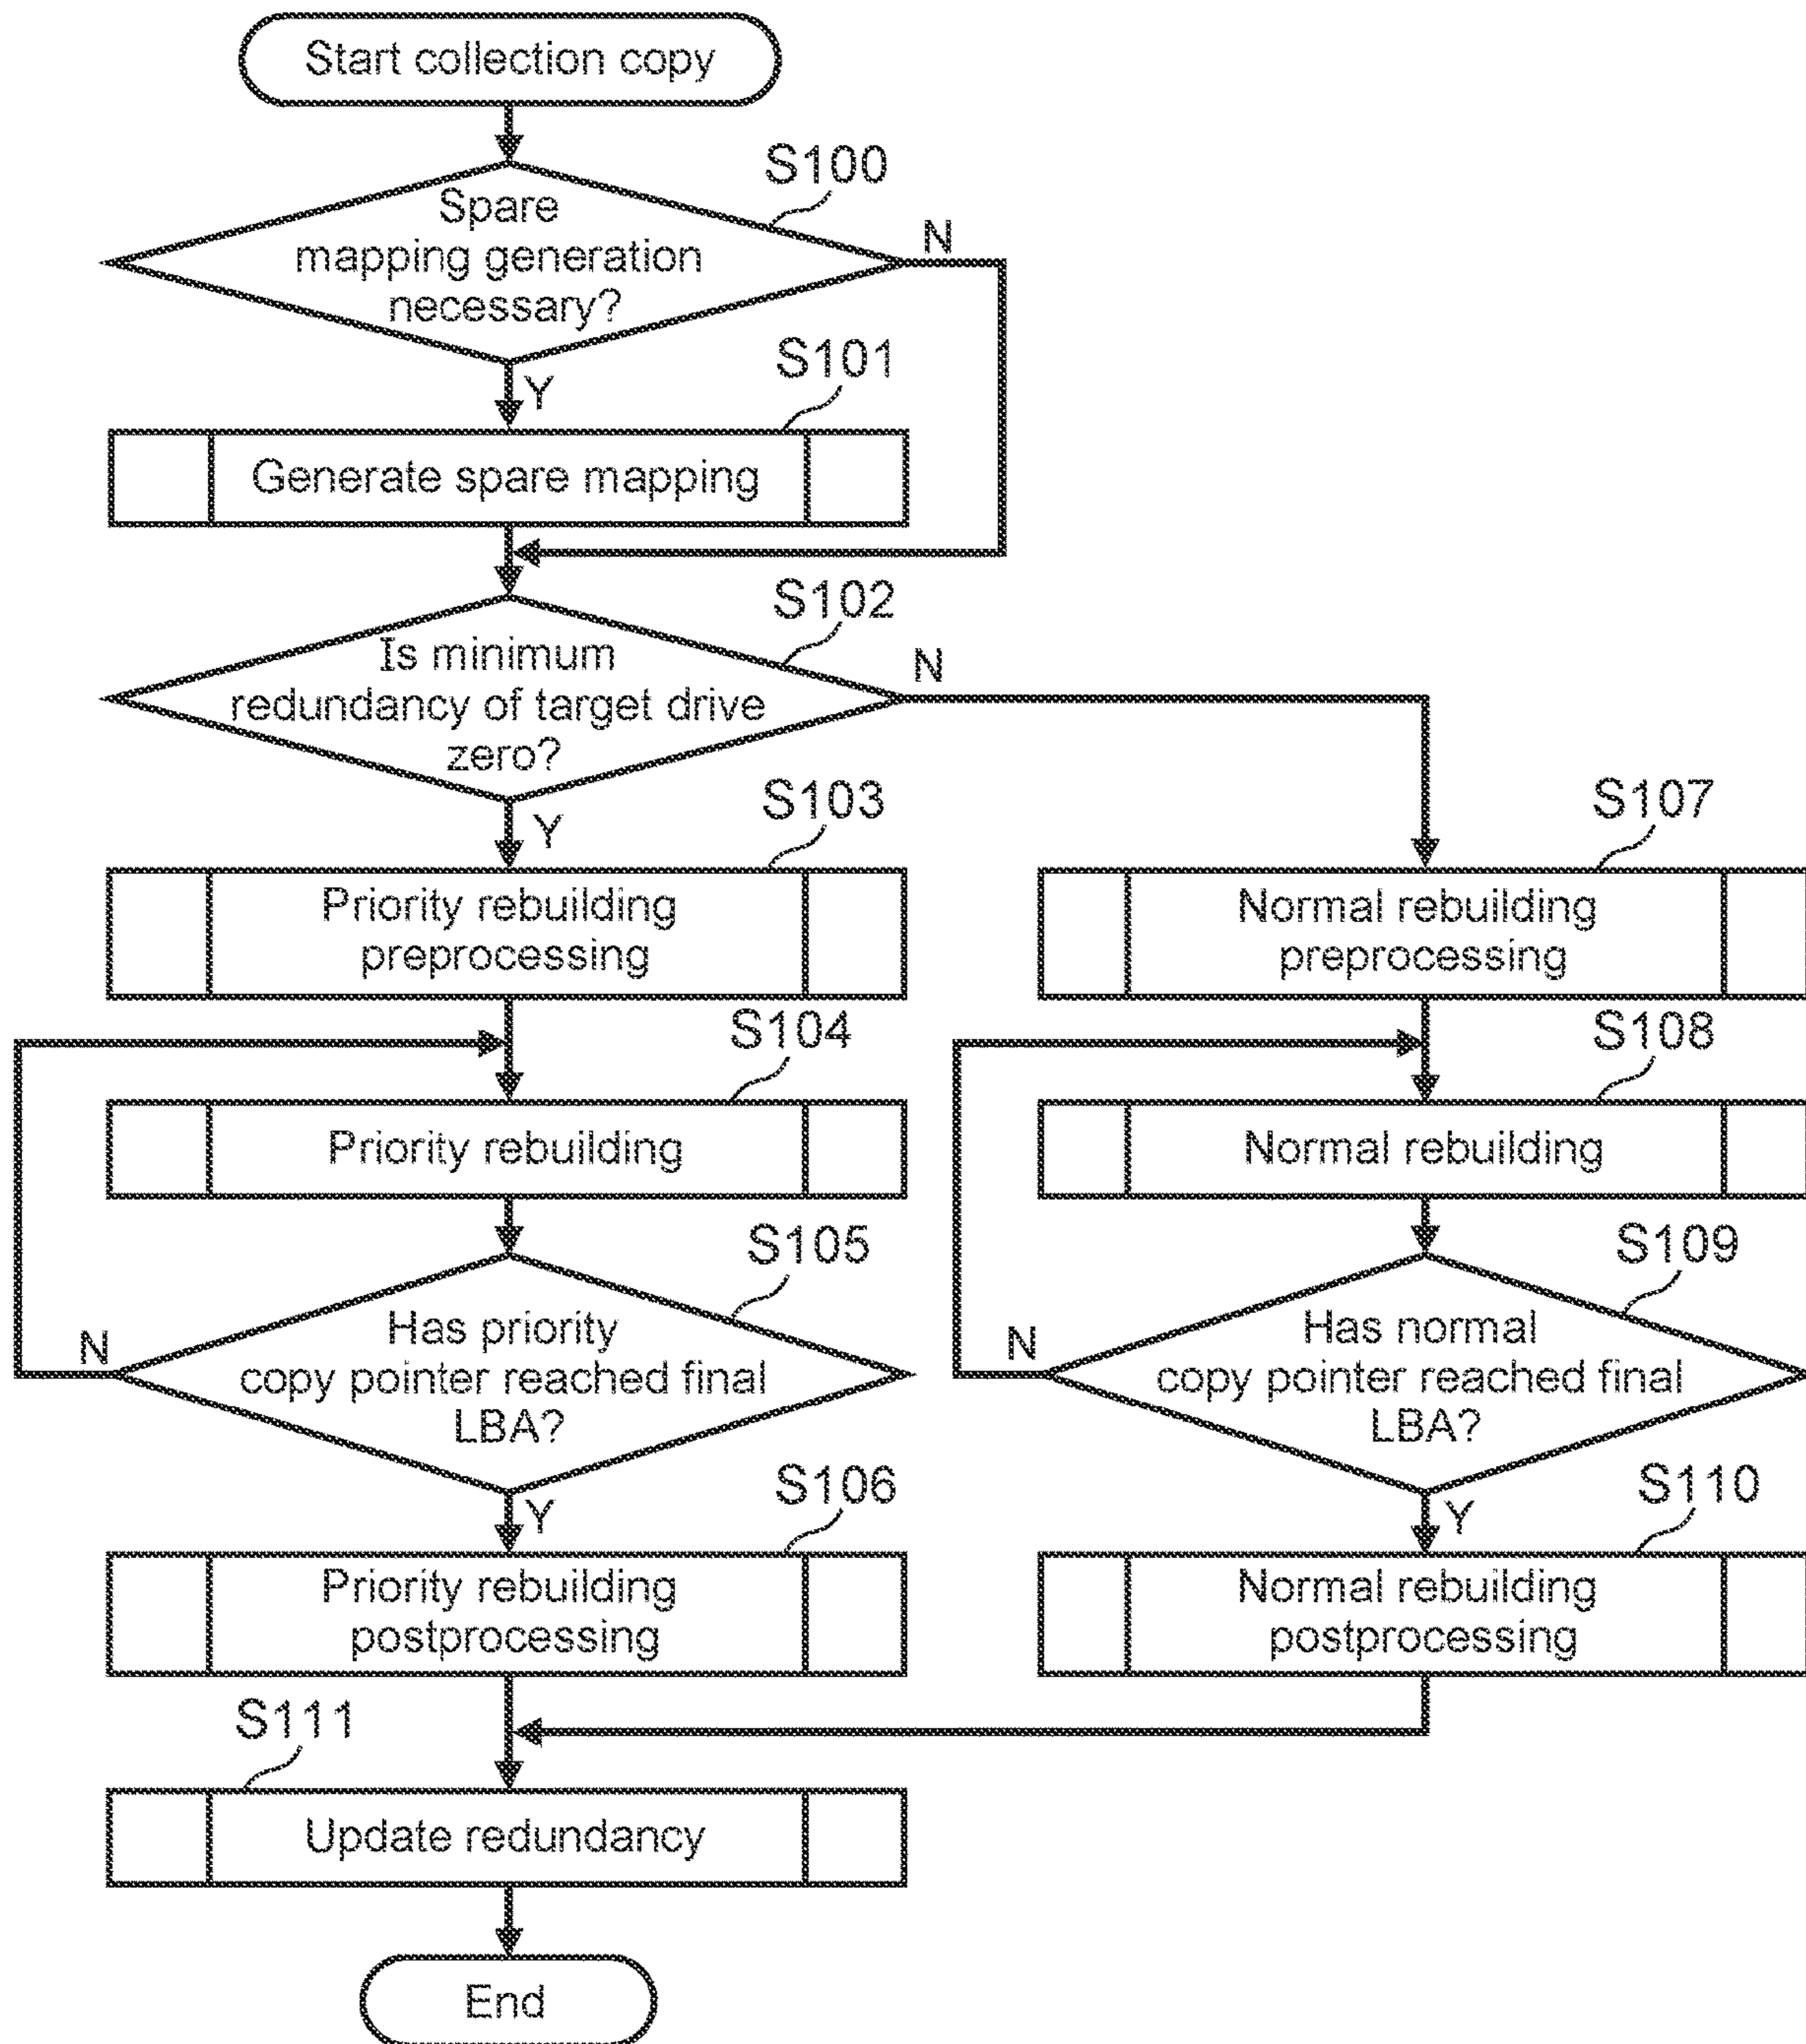 Start collection copy
S100
Spare
mapping generation
necessary?
N
Y
S101
Generate spare mapping
S102
Is minimum
redundancy of target drive
zero?
N
Y
S103
Priority rebuilding
preprocessing
S107
Normal rebuilding
preprocessing
S104
Priority rebuilding
S108
Normal rebuilding
S105
Has priority
copy pointer reached final
LBA?
N
Y
S109
Has normal
copy pointer reached final
LBA?
N
Y
S106
Priority rebuilding
postprocessing
S110
Normal rebuilding
postprocessing
S111
Update redundancy
End